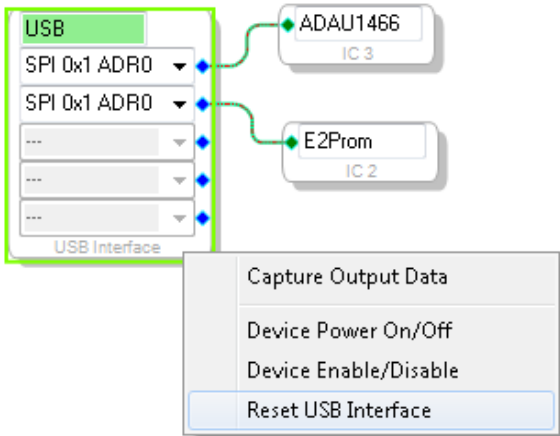 USB
ADAU1466
IC 3
SPI 0x1 ADR0
SPI 0x1 ADR0
E2Prom
IC 2
---
---
---
USB Interface
Capture Output Data
Device Power On/Off
Device Enable/Disable
Reset USB Interface